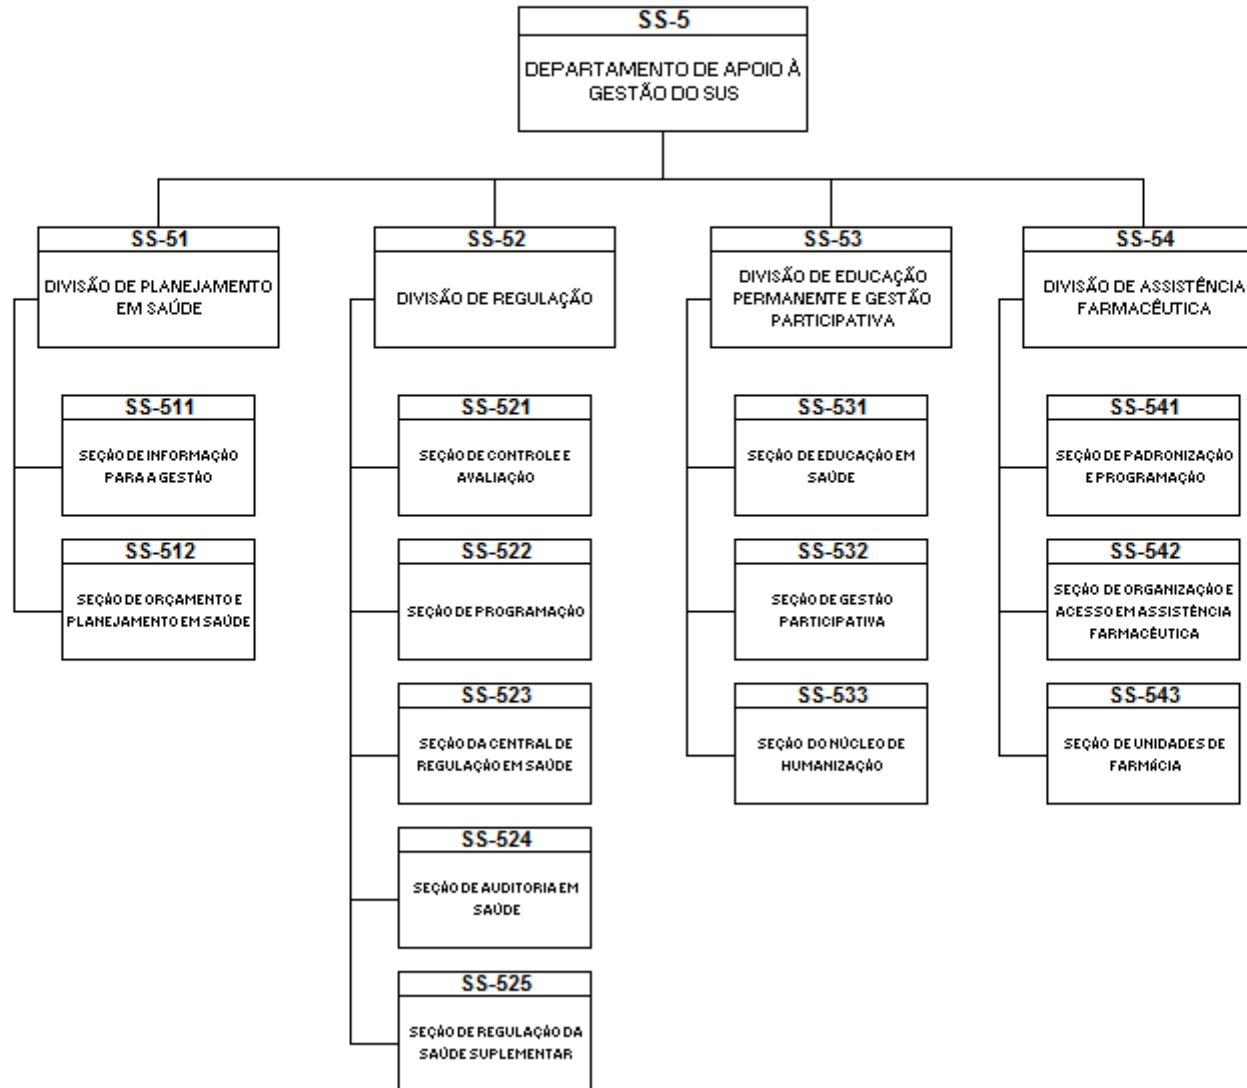 SS-5
DEPARTAMENTO DE APOIO À
GESTÃO DO SUS
SS-51
DIVISÃO DE PLANEJAMENTO
EM SAÚDE
SS-511
SEÇÃO DE INFORMAÇÃO
PARA A GESTÃO
SS-512
SEÇÃO DE ORÇAMENTO E
PLANEJAMENTO EM SAÚDE
SS-52
DIVISÃO DE REGULAÇÃO
SS-521
SEÇÃO DE CONTROLE E
AVALIAÇÃO
SS-522
SEÇÃO DE PROGRAMAÇÃO
SS-523
SEÇÃO DA CENTRAL DE
REGULAÇÃO EM SAÚDE
SS-524
SEÇÃO DE AUDITORIA EM
SAÚDE
SS-525
SEÇÃO DE REGULAÇÃO DA
SAÚDE SUPLEMENTAR
SS-53
DIVISÃO DE EDUCAÇÃO
PERMANENTE E GESTÃO
PARTICIPATIVA
SS-531
SEÇÃO DE EDUCAÇÃO EM
SAÚDE
SS-532
SEÇÃO DE GESTÃO
PARTICIPATIVA
SS-533
SEÇÃO DO NÚCLEO DE
HUMANIZAÇÃO
SS-54
DIVISÃO DE ASSISTÊNCIA
FARMACÊUTICA
SS-541
SEÇÃO DE PADRONIZAÇÃO
E PROGRAMAÇÃO
SS-542
SEÇÃO DE ORGANIZAÇÃO E
ACESSO EM ASSISTÊNCIA
FARMACÊUTICA
SS-543
SEÇÃO DE UNIDADES DE
FARMÁCIA